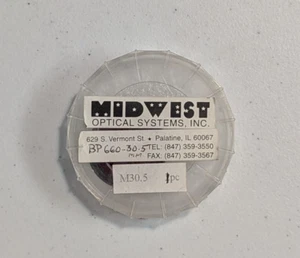 MIDWEST
OPTICAL SYSTEMS, INC.
629 S. Vermont St. • Palatine, IL 60067
BP660-30.5 TEL: (847) 359-3550
mm FAX: (847) 359-3567
M30.5 1pc